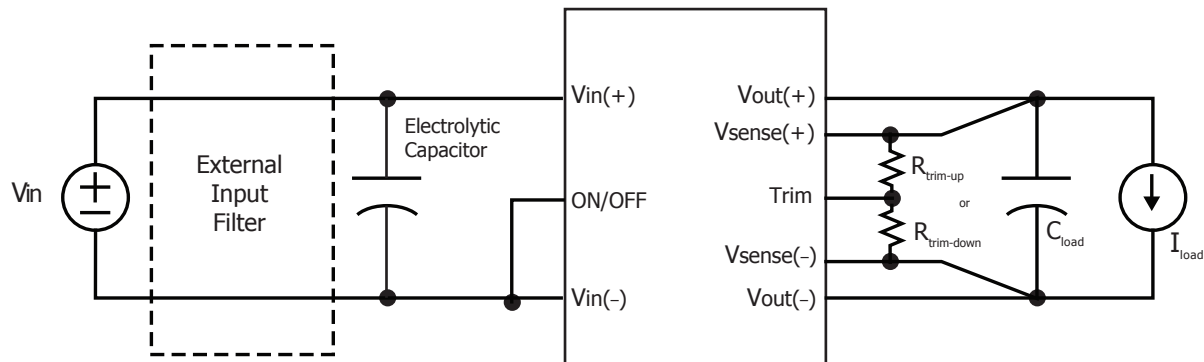 Vin
+
−
External
Input
Filter
Electrolytic
Capacitor
Vin(+)
ON/OFF
Vin(−)
Vout(+)
Vsense(+)
Trim
Vsense(−)
Vout(−)
Rtrim-up
or
Rtrim-down
Cload
Iload